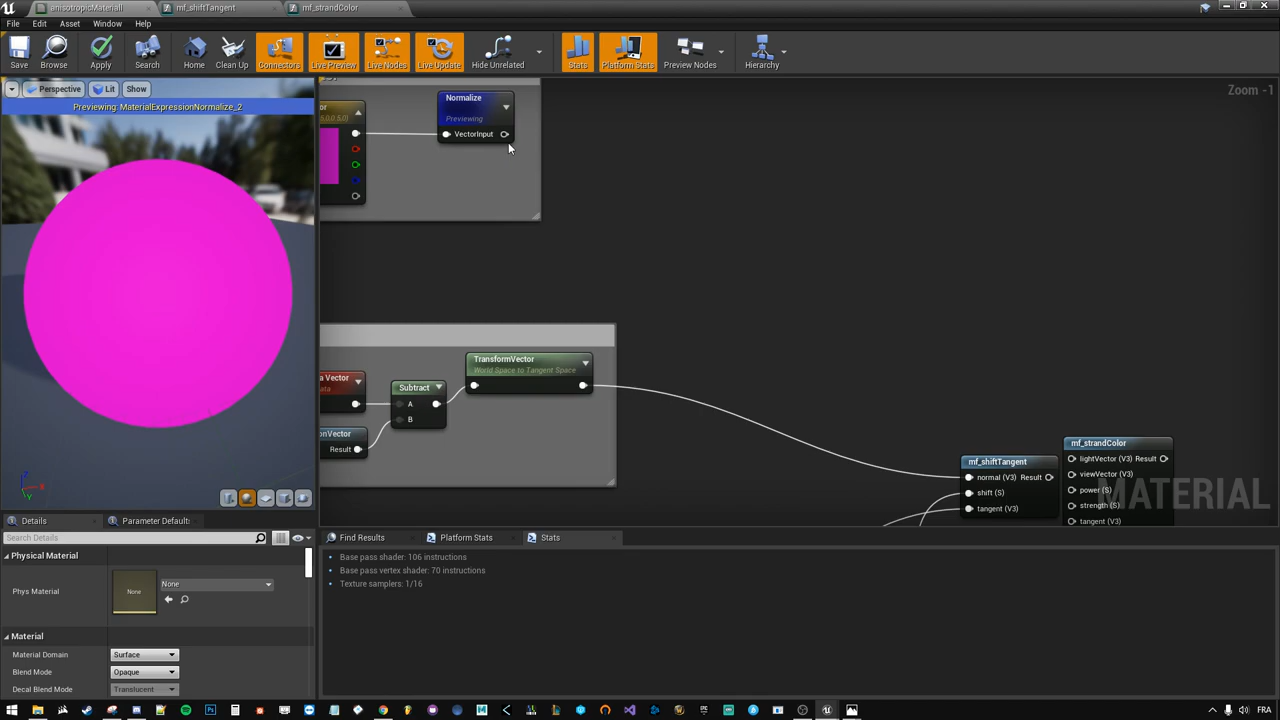 anisotropicMateriall
mf_shiftTangent
mf_strandColor
File Edit Asset Window Help
Save Browse Apply Search Home Clean Up Connectors Live Preview Live Nodes Live Update Hide Unrelated Stats Platform Stats Preview Nodes Hierarchy
Perspective Lit Show
Previewing: MaterialExpressionNormalize_2
Zoom -1
Normalize
Previewing
VectorInput
TransformVector
World Space to Tangent Space
a Vector
Subtract
A
B
onVector
Result
mf_shiftTangent
normal (V3) Result
shift (S)
tangent (V3)
mf_strandColor
lightVector (V3) Result
viewVector (V3)
power (S)
strength (S)
tangent (V3)
MATERIAL
Details
Parameter Default
Search Details
Physical Material
Phys Material
None
None
Material
Material Domain
Surface
Blend Mode
Opaque
Decal Blend Mode
Translucent
Find Results
Platform Stats
Stats
Base pass shader: 106 instructions
Base pass vertex shader: 70 instructions
Texture samplers: 1/16
FRA